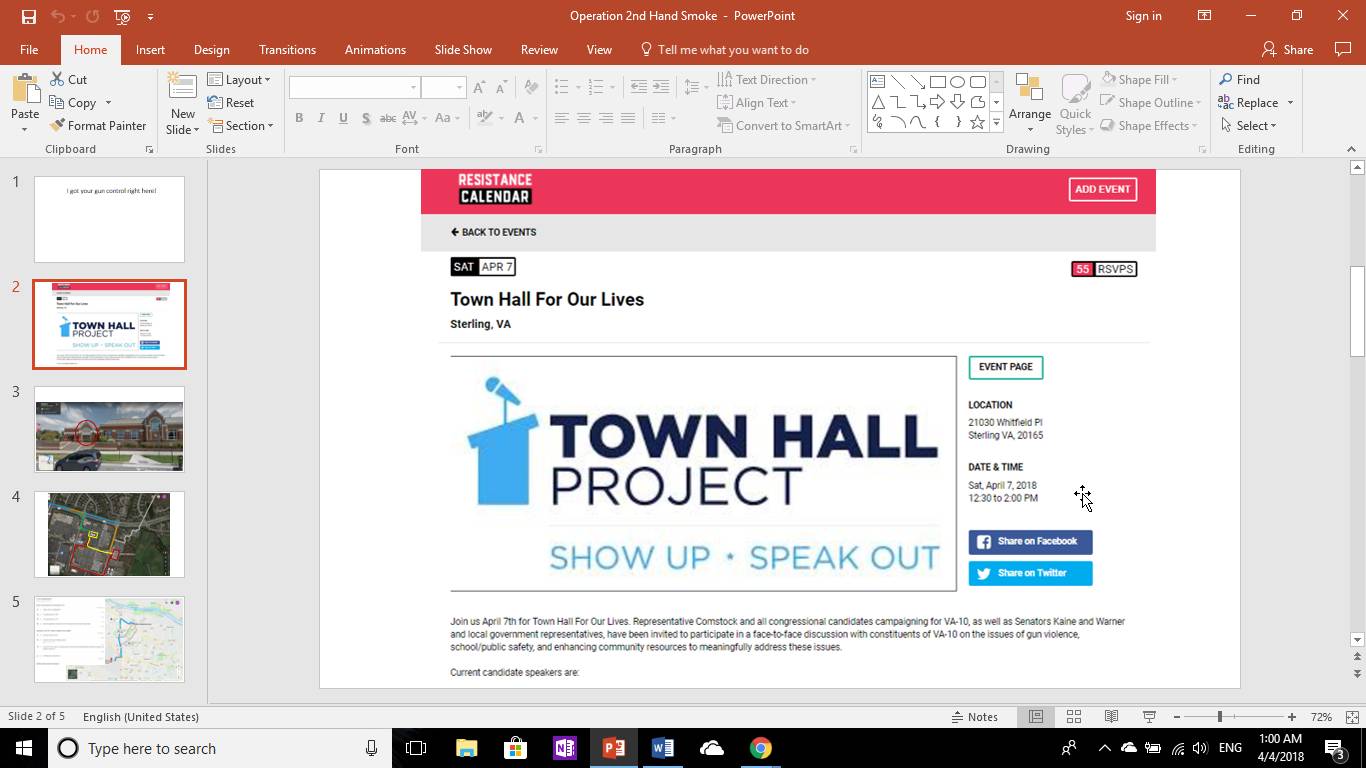 Operation 2nd Hand Smoke - PowerPoint
Sign in
File
Home
Insert
Design
Transitions
Animations
Slide Show
Review
View
Tell me what you want to do
Share
Paste
Cut
Copy
Format Painter
Clipboard
New Slide
Layout
Reset
Section
Slides
B I U S abc AV Aa
Font
Text Direction
Align Text
Convert to SmartArt
Paragraph
Arrange
Quick Styles
Shape Fill
Shape Outline
Shape Effects
Drawing
Find
Replace
Select
Editing
1
I got your gun control right here!
2
3
4
5
RESISTANCE
CALENDAR
ADD EVENT
BACK TO EVENTS
SAT APR 7
55 RSVPS
Town Hall For Our Lives
Sterling, VA
TOWN HALL
PROJECT
SHOW UP • SPEAK OUT
EVENT PAGE
LOCATION
21030 Whitfield Pl
Sterling VA, 20165
DATE & TIME
Sat, April 7, 2018
12:30 to 2:00 PM
Share on Facebook
Share on Twitter
Join us April 7th for Town Hall For Our Lives. Representative Comstock and all congressional candidates campaigning for VA-10, as well as Senators Kaine and Warner
and local government representatives, have been invited to participate in a face-to-face discussion with constituents of VA-10 on the issues of gun violence,
school/public safety, and enhancing community resources to meaningfully address these issues.
Current candidate speakers are:
Slide 2 of 5
English (United States)
Notes
72%
Type here to search
ENG
1:00 AM
4/4/2018
3